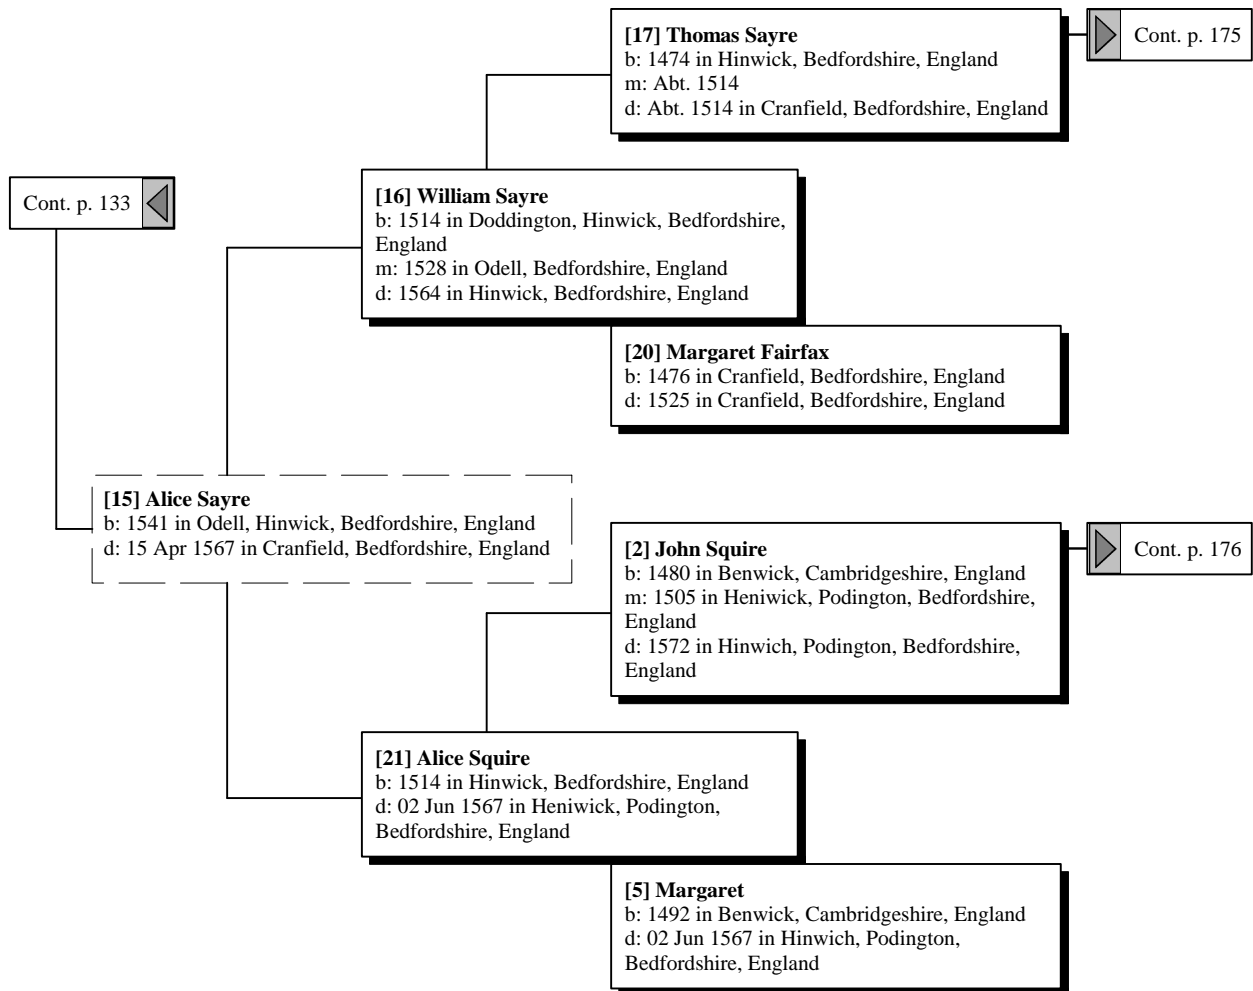 [17] Thomas Sayre
b: 1474 in Hinwick, Bedfordshire, England
m: Abt. 1514
d: Abt. 1514 in Cranfield, Bedfordshire, England
Cont. p. 175
[16] William Sayre
b: 1514 in Doddington, Hinwick, Bedfordshire,
England
m: 1528 in Odell, Bedfordshire, England
d: 1564 in Hinwick, Bedfordshire, England
Cont. p. 133
[20] Margaret Fairfax
b: 1476 in Cranfield, Bedfordshire, England
d: 1525 in Cranfield, Bedfordshire, England
[15] Alice Sayre
b: 1541 in Odell, Hinwick, Bedfordshire, England
d: 15 Apr 1567 in Cranfield, Bedfordshire, England
[2] John Squire
b: 1480 in Benwick, Cambridgeshire, England
m: 1505 in Heniwick, Podington, Bedfordshire,
England
d: 1572 in Hinwich, Podington, Bedfordshire,
England
Cont. p. 176
[21] Alice Squire
b: 1514 in Hinwick, Bedfordshire, England
d: 02 Jun 1567 in Heniwick, Podington,
Bedfordshire, England
[5] Margaret
b: 1492 in Benwick, Cambridgeshire, England
d: 02 Jun 1567 in Hinwich, Podington,
Bedfordshire, England